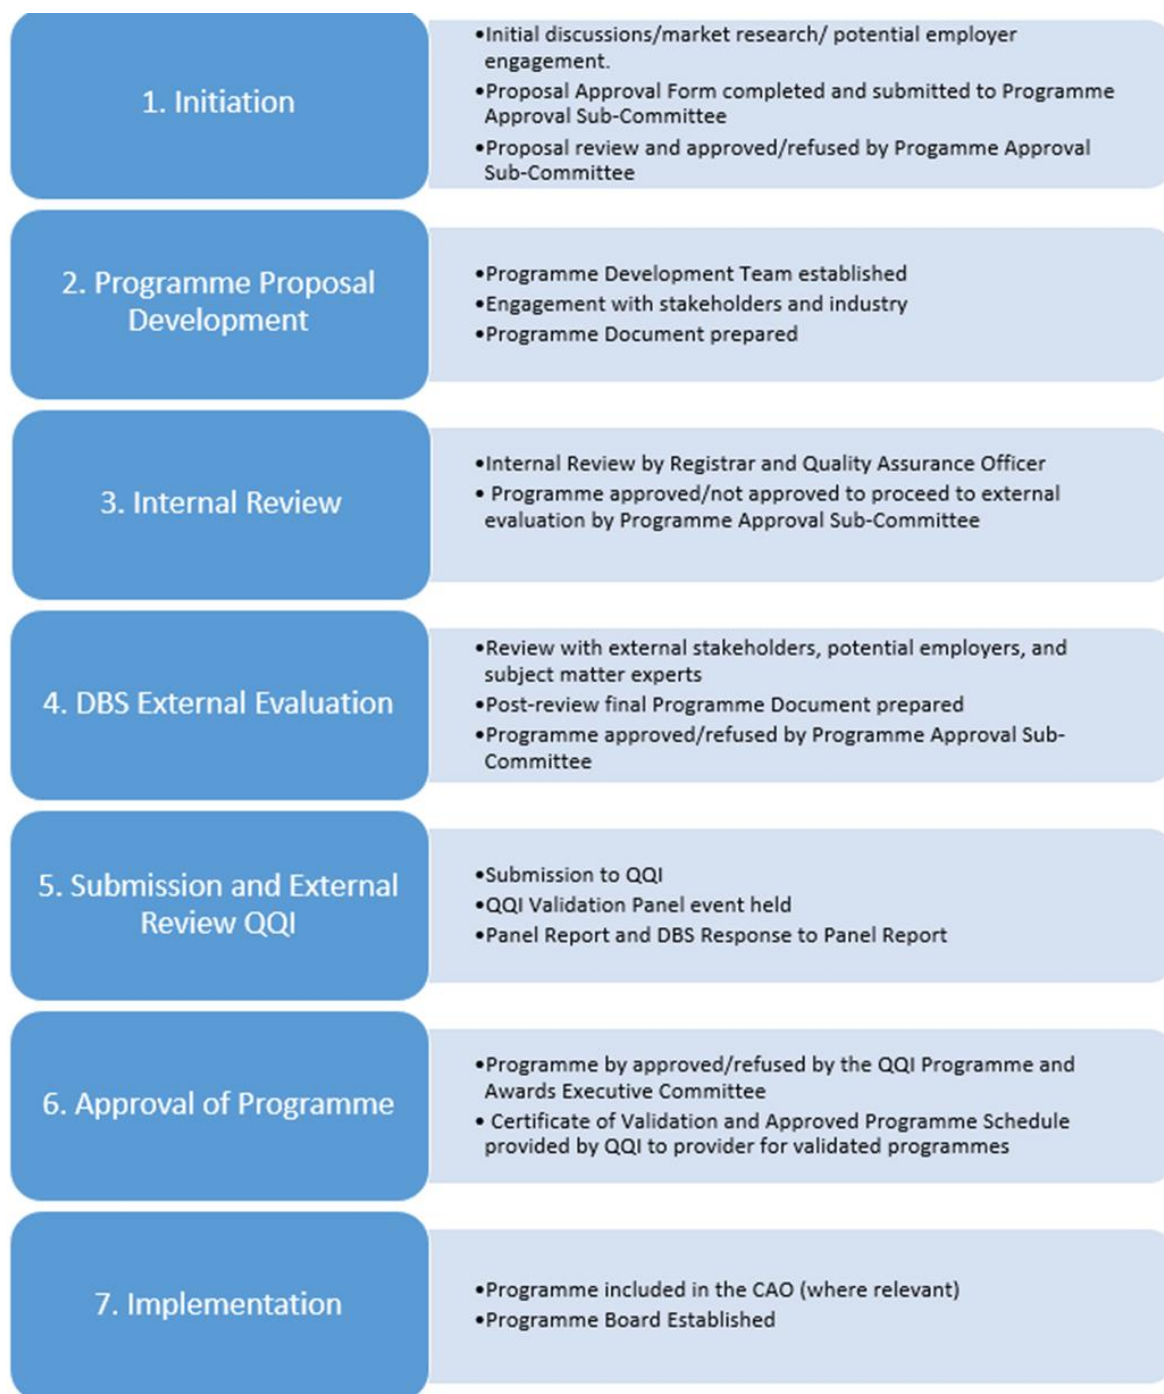 1. Initiation
•Initial discussions/market research/ potential employer
engagement.
•Proposal Approval Form completed and submitted to Programme
Approval Sub-Committee
•Proposal review and approved/refused by Progamme Approval
Sub-Committee
2. Programme Proposal
Development
•Programme Development Team established
•Engagement with stakeholders and industry
•Programme Document prepared
3. Internal Review
•Internal Review by Registrar and Quality Assurance Officer
• Programme approved/not approved to proceed to external
evaluation by Programme Approval Sub-Committee
4. DBS External Evaluation
•Review with external stakeholders, potential employers, and
subject matter experts
•Post-review final Programme Document prepared
•Programme approved/refused by Programme Approval Sub-
Committee
5. Submission and External
Review QQI
•Submission to QQI
•QQI Validation Panel event held
•Panel Report and DBS Response to Panel Report
6. Approval of Programme
•Programme by approved/refused by the QQI Programme and
Awards Executive Committee
• Certificate of Validation and Approved Programme Schedule
provided by QQI to provider for validated programmes
7. Implementation
•Programme included in the CAO (where relevant)
•Programme Board Established